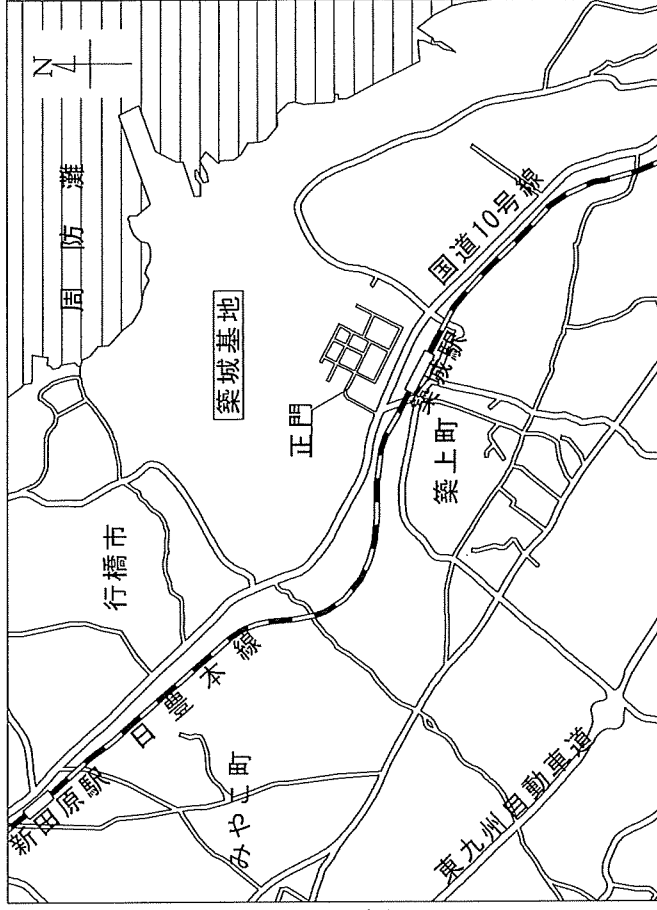 N
周防灘
行橋市
築城基地
正門
国道10号線
新田原駅
日豊本線
築城駅
築上町
みやこ町
東九州自動車道